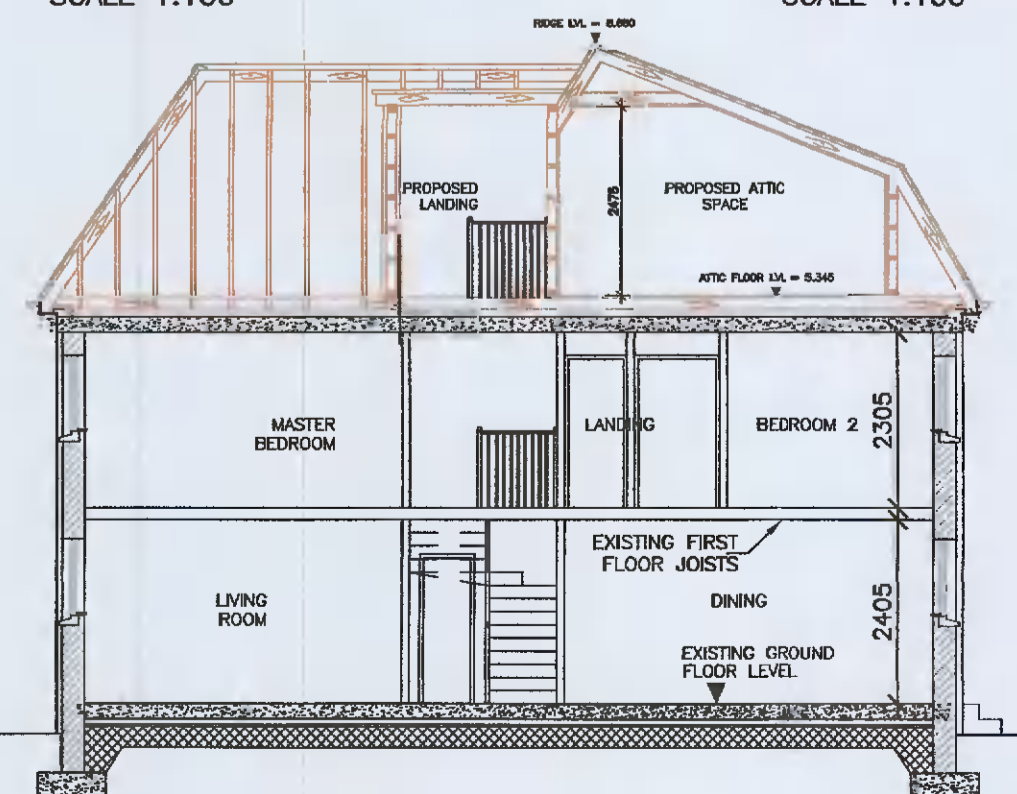 SCALE 1:100
SCALE 1:100
RIDGE LVL = 8.680
PROPOSED
LANDING
2475
PROPOSED ATTIC
SPACE
ATTIC FLOOR LVL = 5.345
MASTER
BEDROOM
LANDING
BEDROOM 2
2305
EXISTING FIRST
FLOOR JOISTS
LIVING
ROOM
DINING
2405
EXISTING GROUND
FLOOR LEVEL